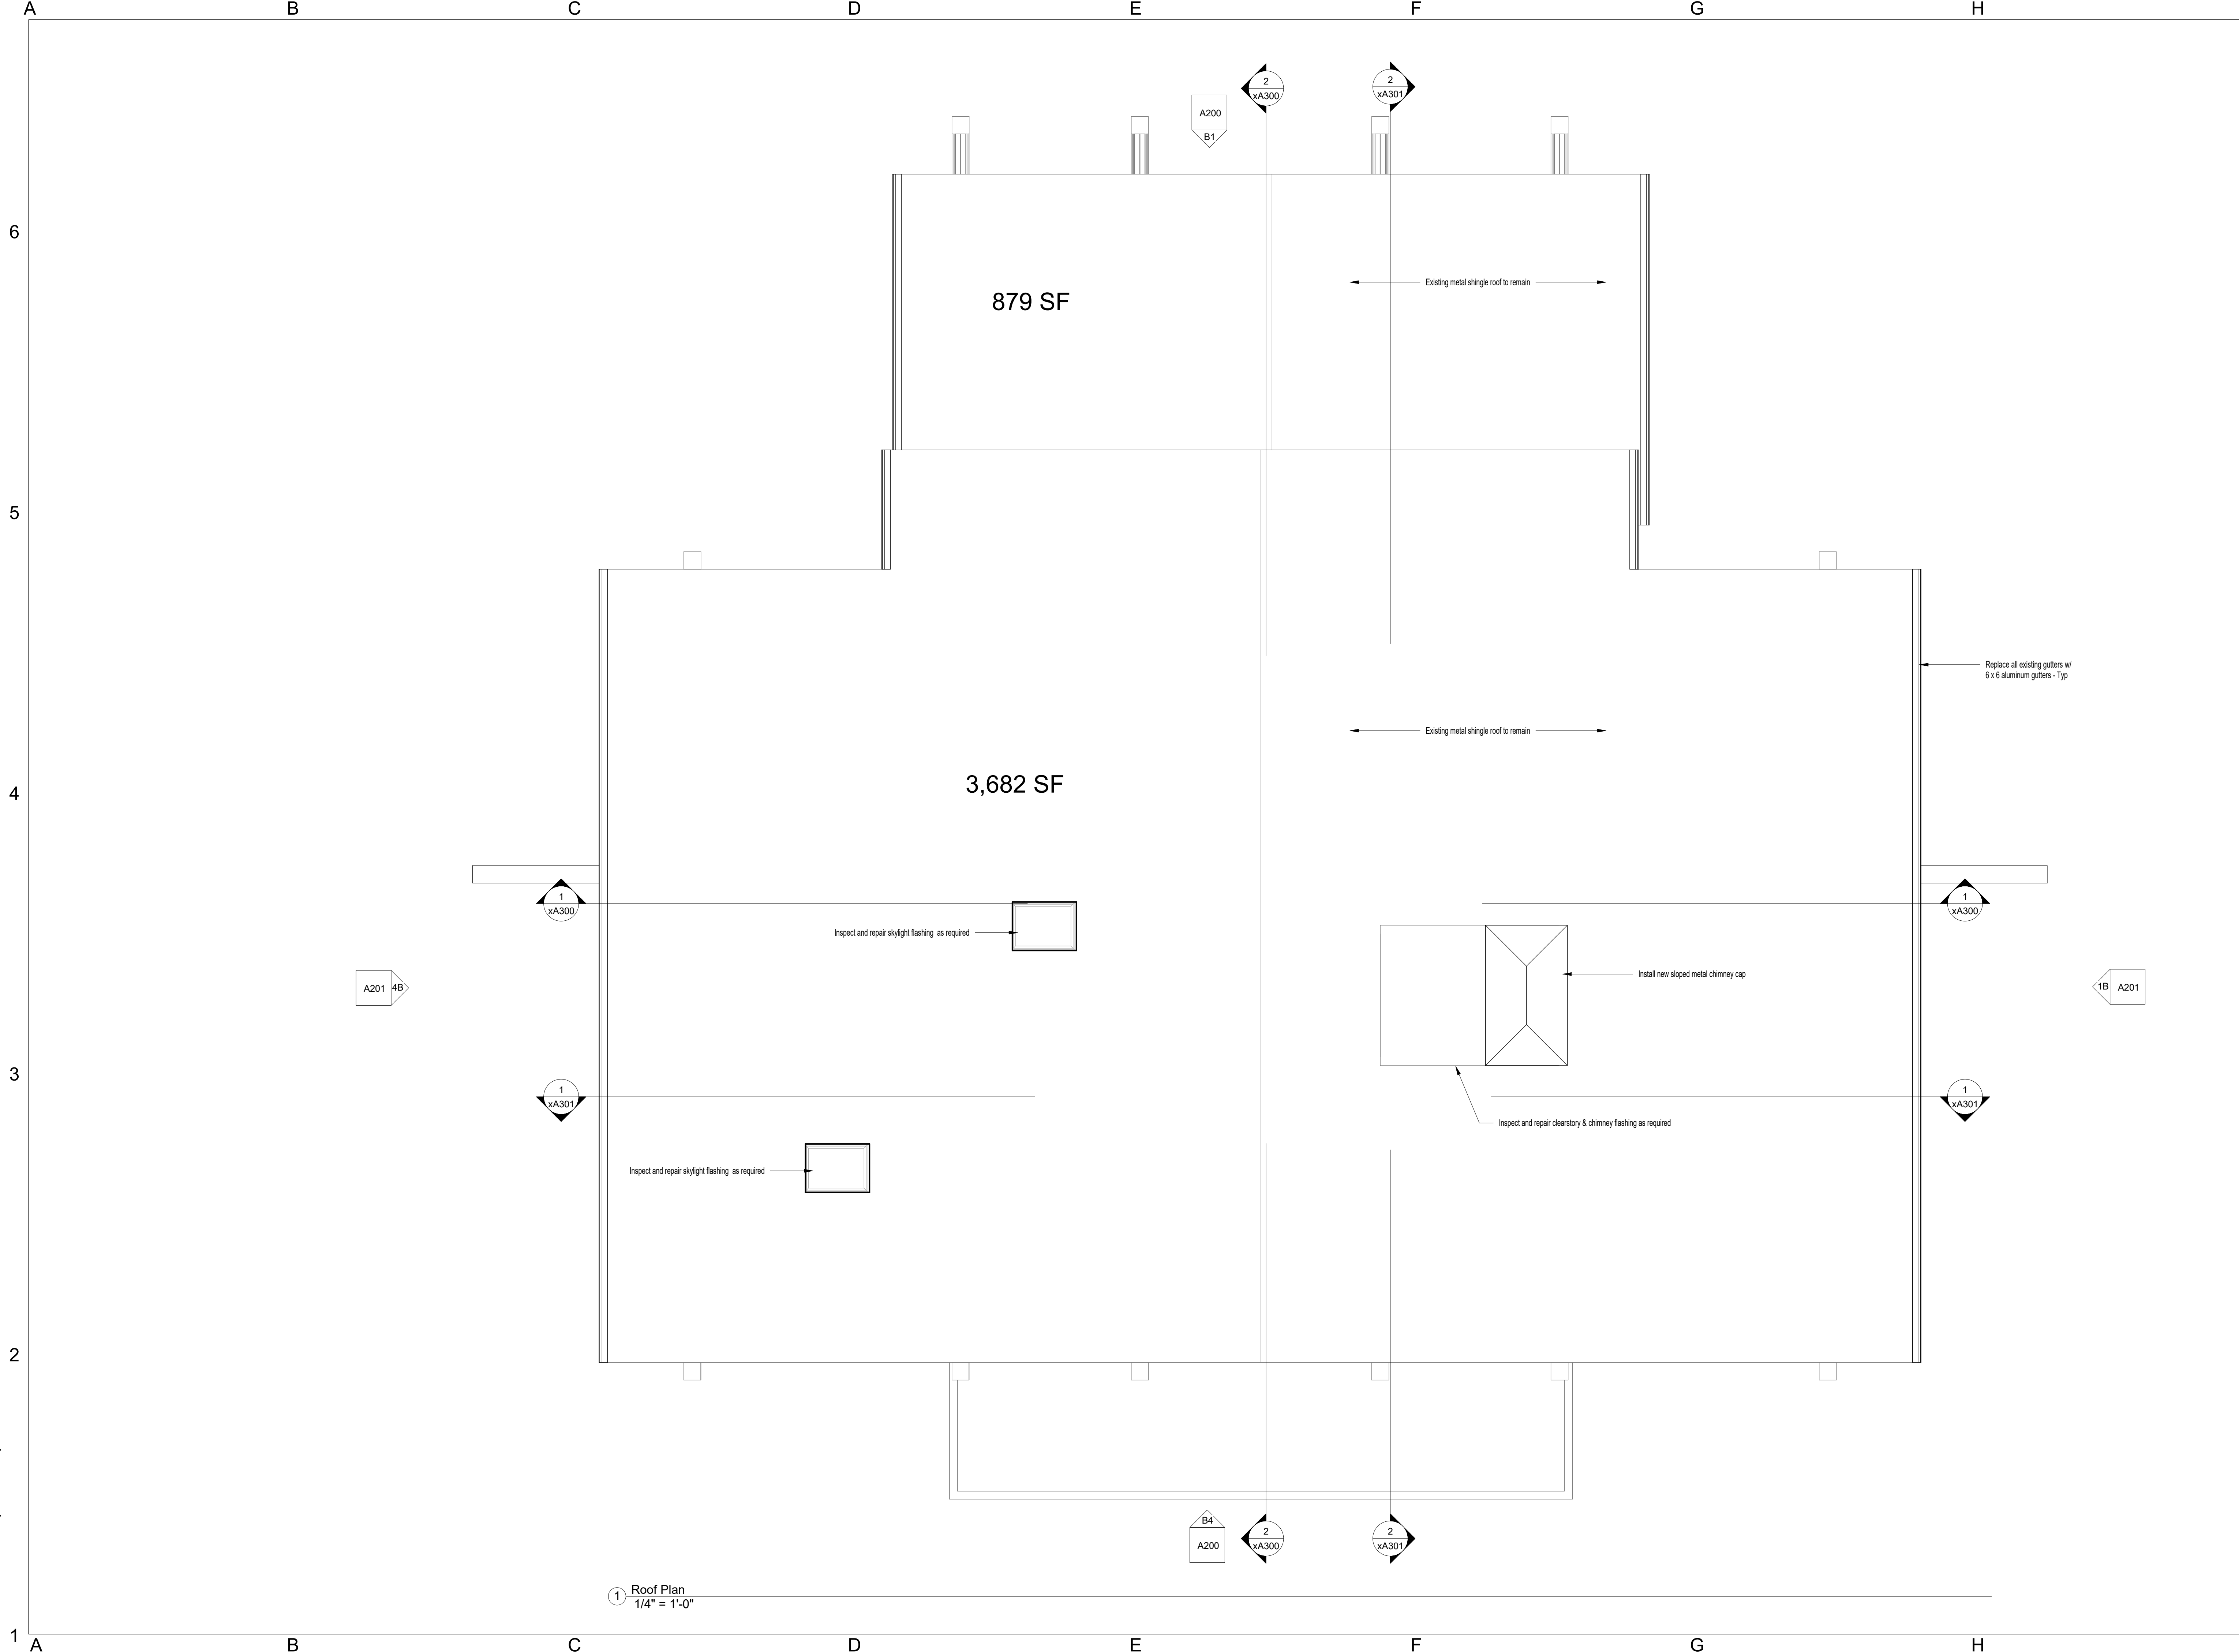 A B C D E F G H
2
xA300
2
xA301
A200
B1
6
Existing metal shingle roof to remain
879 SF
5
Replace all existing gutters w/
6 x 6 aluminum gutters - Typ
Existing metal shingle roof to remain
3,682 SF
4
1
xA300
1
xA300
Inspect and repair skylight flashing as required
Install new sloped metal chimney cap
A201 4B
1B A201
3
1
xA301
1
xA301
Inspect and repair clearstory & chimney flashing as required
Inspect and repair skylight flashing as required
2
B4
A200
2
xA300
2
xA301
1 Roof Plan
1/4" = 1'-0"
1
A B C D E F G H